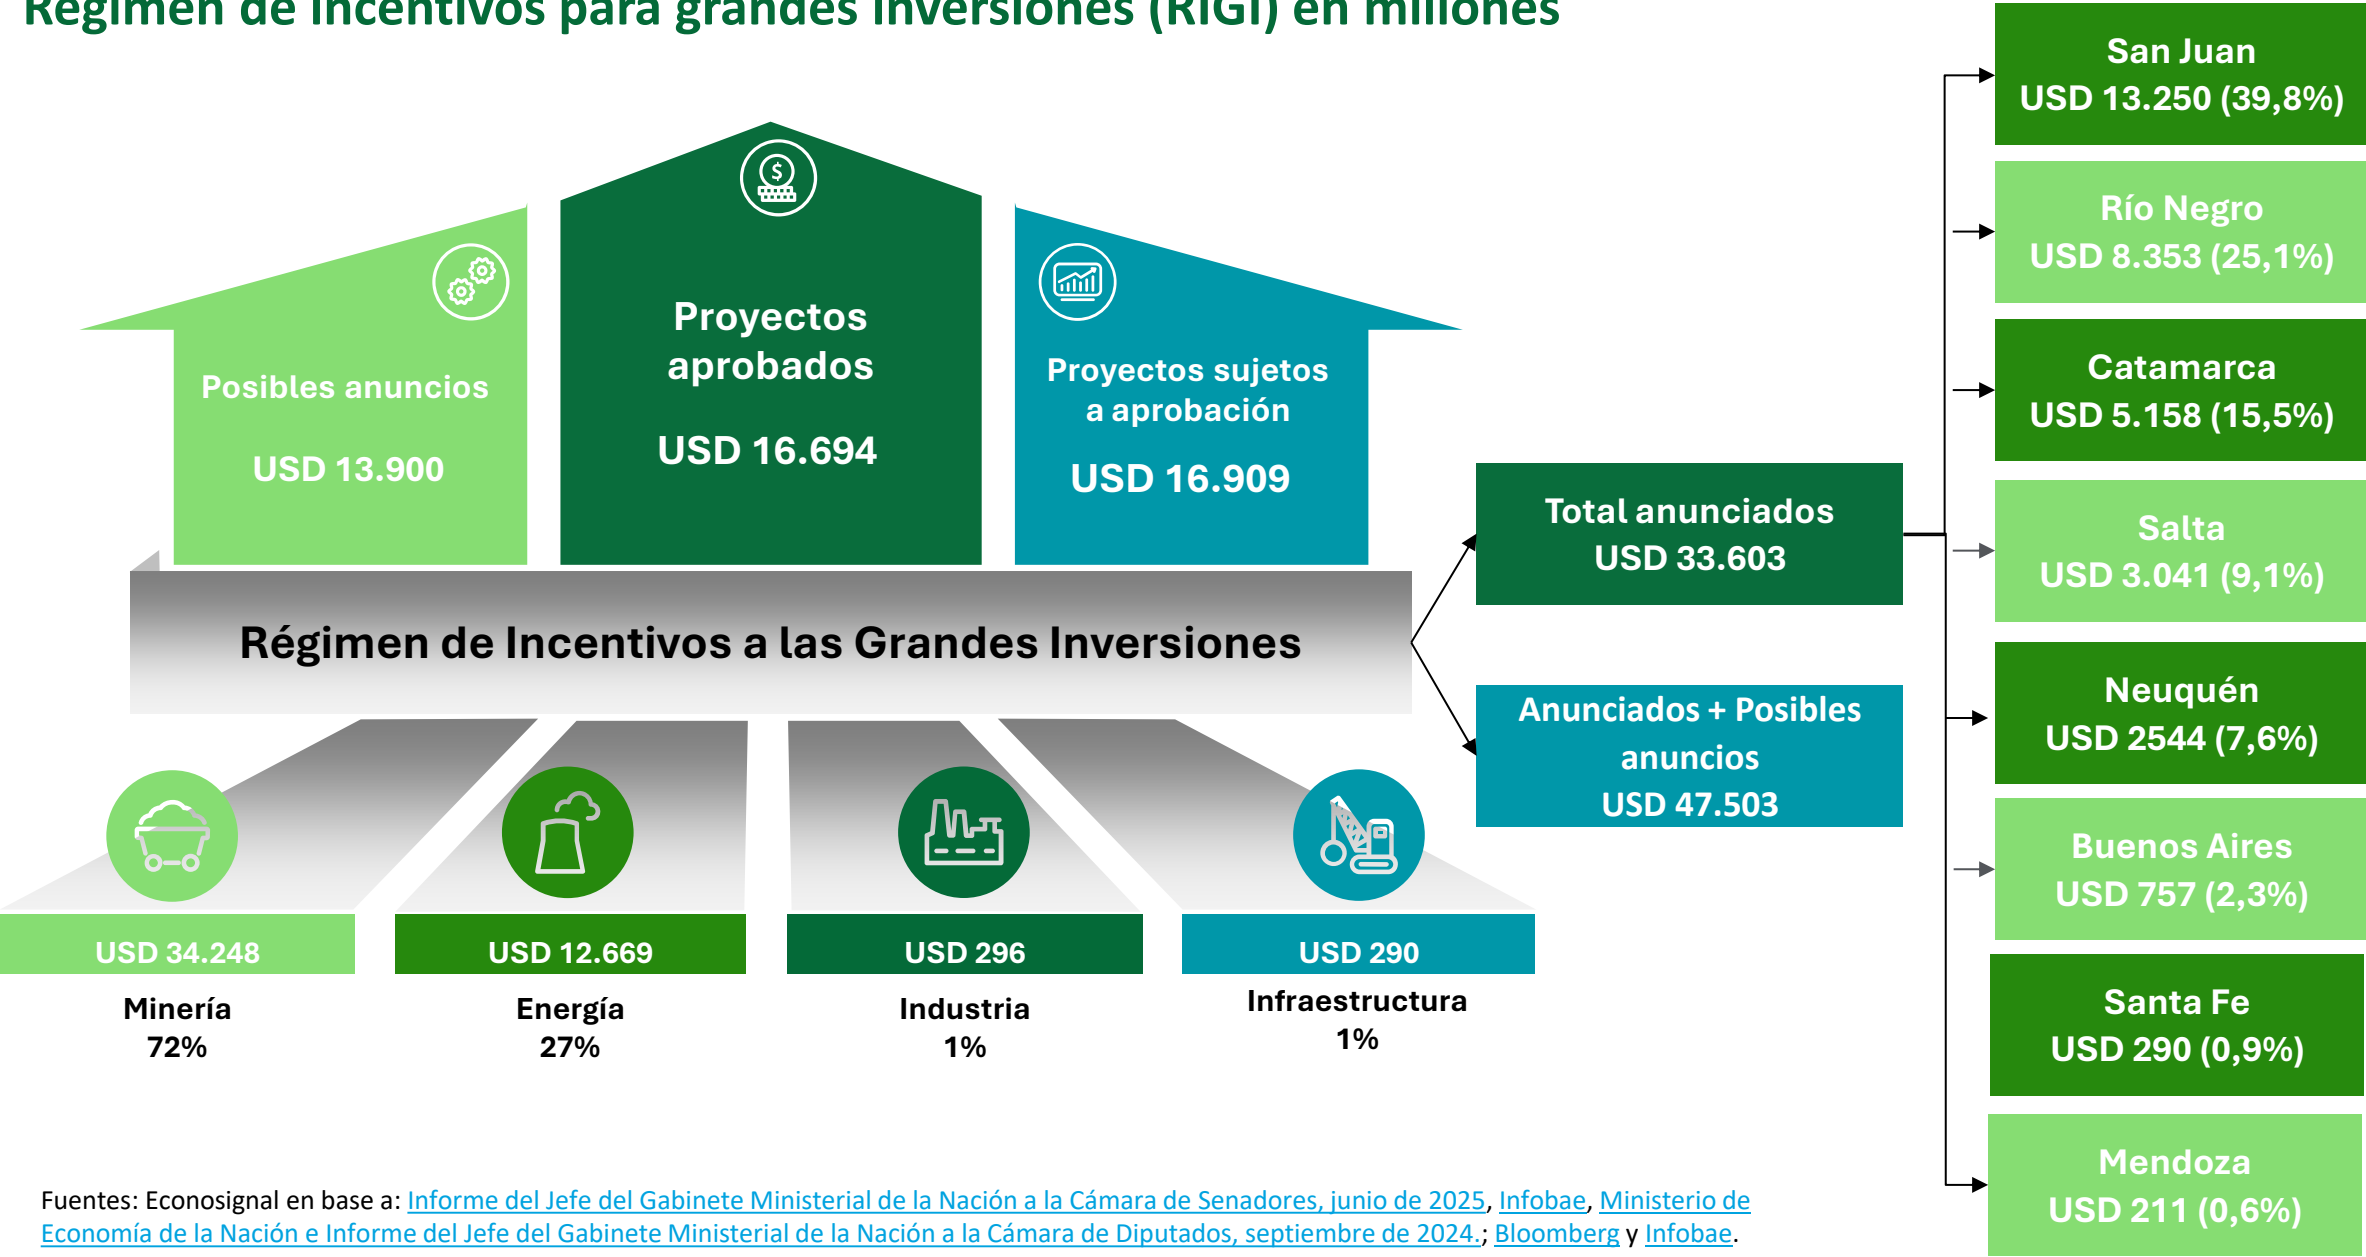 Régimen de incentivos para grandes inversiones (RIGI) en millones
Posibles anuncios
USD 13.900
$
Proyectos
aprobados
USD 16.694
Proyectos sujetos
a aprobación
USD 16.909
Régimen de Incentivos a las Grandes Inversiones
USD 34.248
Minería
72%
USD 12.669
Energía
27%
USD 296
Industria
1%
USD 290
Infraestructura
1%
Total anunciados
USD 33.603
Anunciados + Posibles
anuncios
USD 47.503
San Juan
USD 13.250 (39,8%)
Río Negro
USD 8.353 (25,1%)
Catamarca
USD 5.158 (15,5%)
Salta
USD 3.041 (9,1%)
Neuquén
USD 2544 (7,6%)
Buenos Aires
USD 757 (2,3%)
Santa Fe
USD 290 (0,9%)
Mendoza
USD 211 (0,6%)
Fuentes: Econosignal en base a: Informe del Jefe del Gabinete Ministerial de la Nación a la Cámara de Senadores, junio de 2025, Infobae, Ministerio de
Economía de la Nación e Informe del Jefe del Gabinete Ministerial de la Nación a la Cámara de Diputados, septiembre de 2024.; Bloomberg y Infobae.